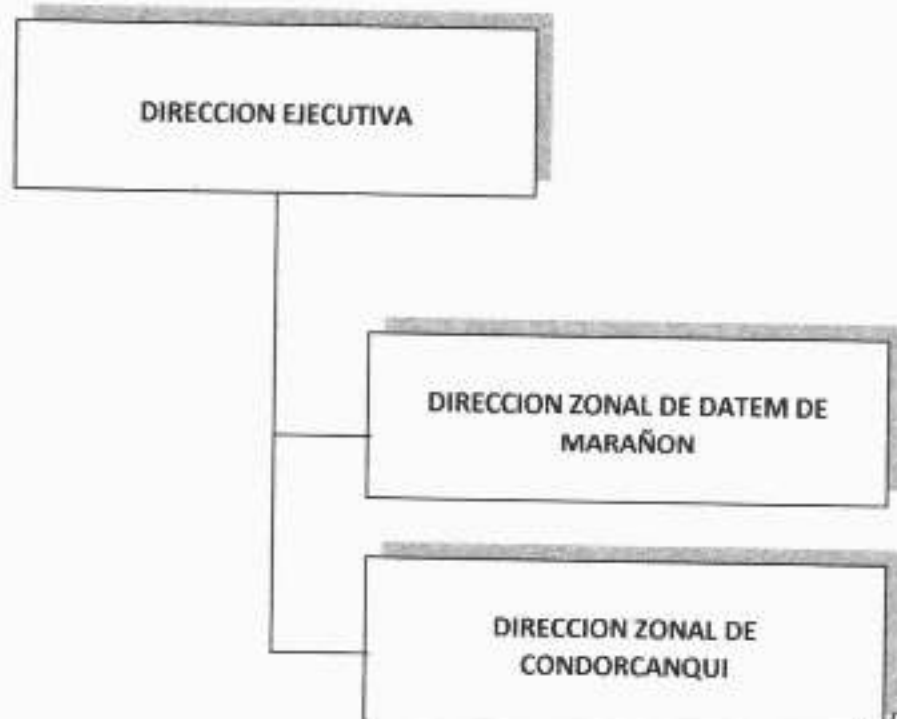 DIRECCION EJECUTIVA
DIRECCION ZONAL DE DATEM DE
MARAÑON
DIRECCION ZONAL DE
CONDORCANQUI